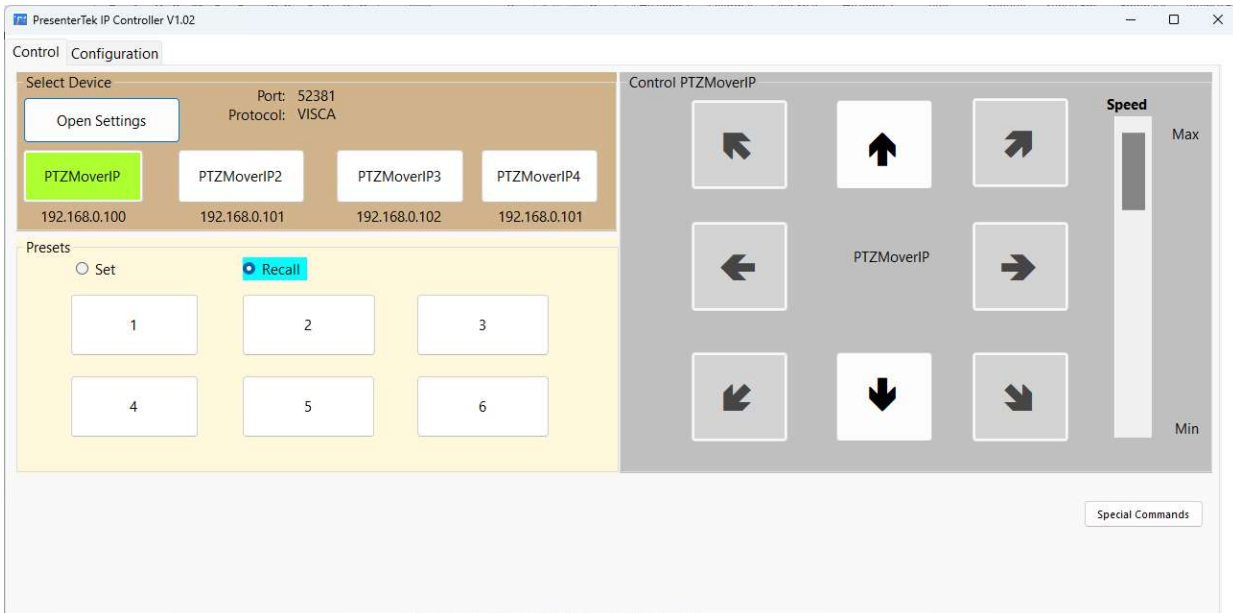 PresenterTek IP Controller V1.02
Control Configuration
Select Device
Open Settings
Port: 52381
Protocol: VISCA
PTZMoverIP PTZMoverIP2 PTZMoverIP3 PTZMoverIP4
192.168.0.100 192.168.0.101 192.168.0.102 192.168.0.101
Presets
Set Recall
1 2 3
4 5 6
Control PTZMoverIP
Speed
Max
PTZMoverIP
Min
Special Commands